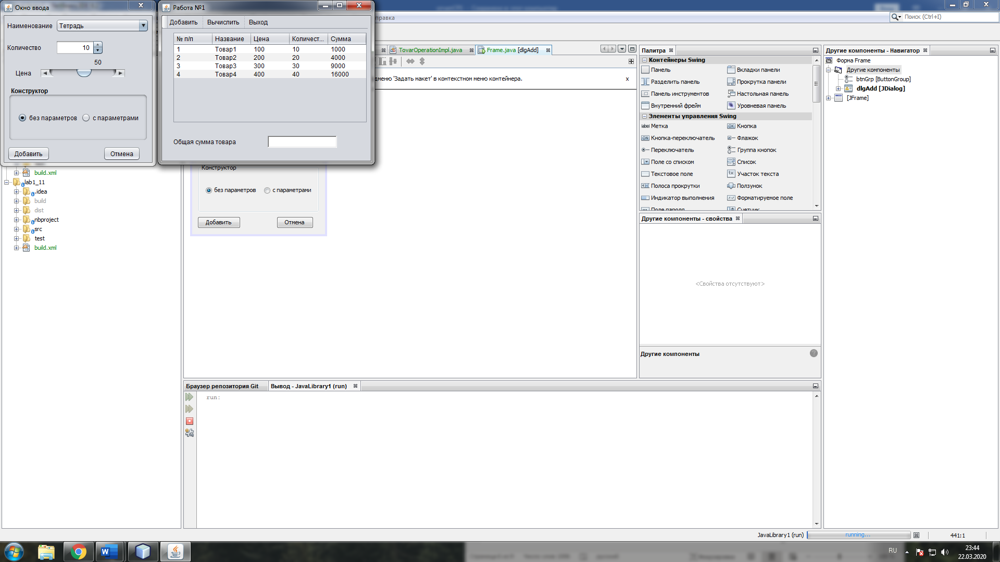 Окно ввода
Наименование Тетрадь
Количество 10
50
Цена
Конструктор
без параметров с параметрами
Добавить Отмена
Работа №1
Добавить Вычислить Выход
№ п/п Название Цена Количест... Сумма
1 Товар1 100 10 1000
2 Товар2 200 20 4000
3 Товар3 300 30 9000
4 Товар4 400 40 16000
Общая сумма товара
равка
Поиск (Ctrl+I)
TovarOperationImpl.java Frame.java [dlgAdd]
дменю 'Задать макет' в контекстном меню контейнера. x
Конструктор
без параметров с параметрами
Добавить Отмена
build.xml
lab1_11
.idea
build
dist
nbproject
src
test
build.xml
Палитра
Контейнеры Swing
Панель Вкладки панели
Разделить панель Прокрутка панели
Панель инструментов Настольная панель
Внутренний фрейм Уровневая панель
Элементы управления Swing
label Метка OK Кнопка
ON Кнопка-переключатель Флажок
Переключатель Группа кнопок
Поле со списком Список
Текстовое поле Участок текста
Полоса прокрутки Ползунок
Индикатор выполнения Форматируемое поле
Поле пароля Счетчик
Другие компоненты - свойства
<Свойства отсутствуют>
Другие компоненты
Другие компоненты - Навигатор
Форма Frame
Другие компоненты
btnGrp [ButtonGroup]
dlgAdd [JDialog]
[JFrame]
Браузер репозитория Git Вывод - JavaLibrary1 (run)
run:
JavaLibrary1 (run) running... 441:1
RU 23:44
22.03.2020